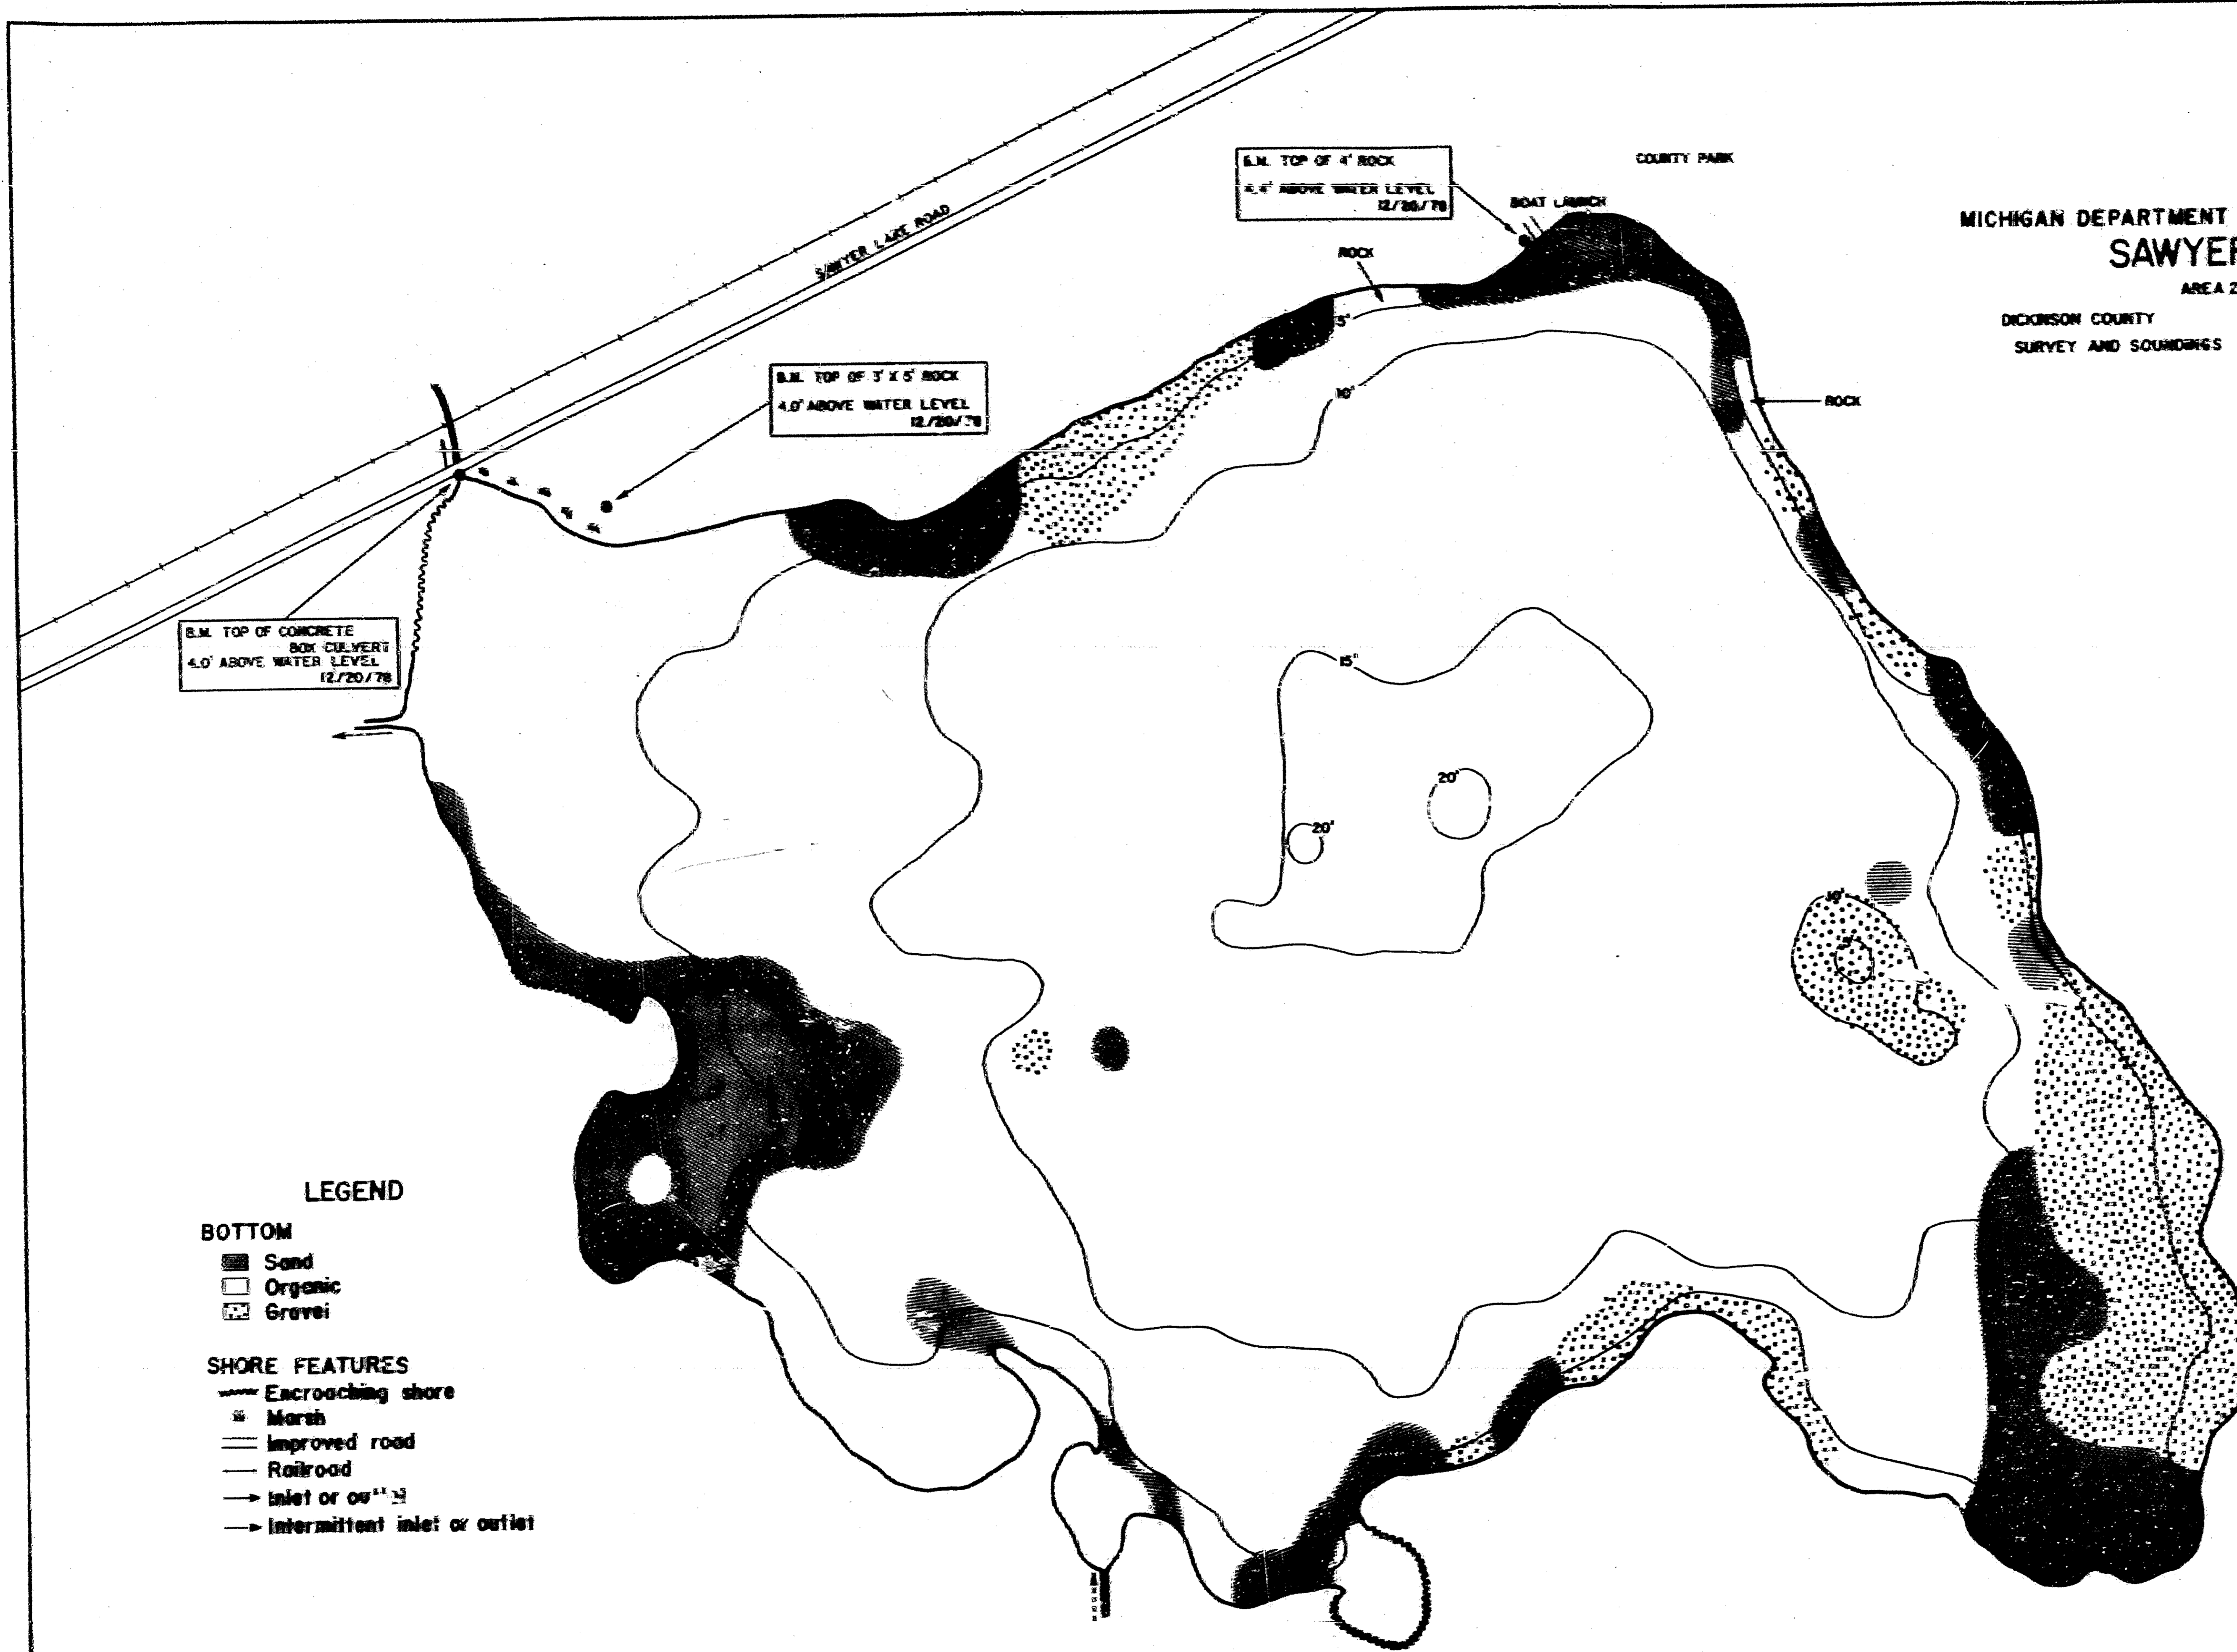 SAWYER LAKE ROAD
B.M. TOP OF 4' ROCK
4.4' ABOVE WATER LEVEL
12/20/78
COUNTY PARK
BOAT LAUNCH
ROCK
MICHIGAN DEPARTMENT
SAWYER
AREA 2
DICKINSON COUNTY
SURVEY AND SOUNDINGS
5'
10'
ROCK
B.M. TOP OF 3' X 5' ROCK
4.0' ABOVE WATER LEVEL
12/20/78
B.M. TOP OF CONCRETE
BOX CULVERT
4.0' ABOVE WATER LEVEL
12/20/78
15'
20'
20'
10'
LEGEND
BOTTOM
Sand
Organic
Gravel
SHORE FEATURES
Encroaching shore
Marsh
Improved road
Railroad
Inlet or
Intermittent inlet or outlet